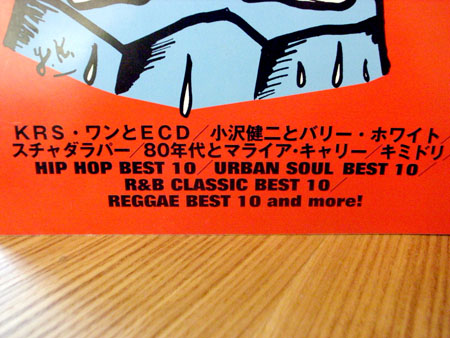 KRS・ワンとECD／小沢健二とバリー・ホワイト／
スチャダラパー／80年代とマライア・キャリー／キミドリ
HIP HOP BEST 10／URBAN SOUL BEST 10／
R&B CLASSIC BEST 10／
REGGAE BEST 10 and more!